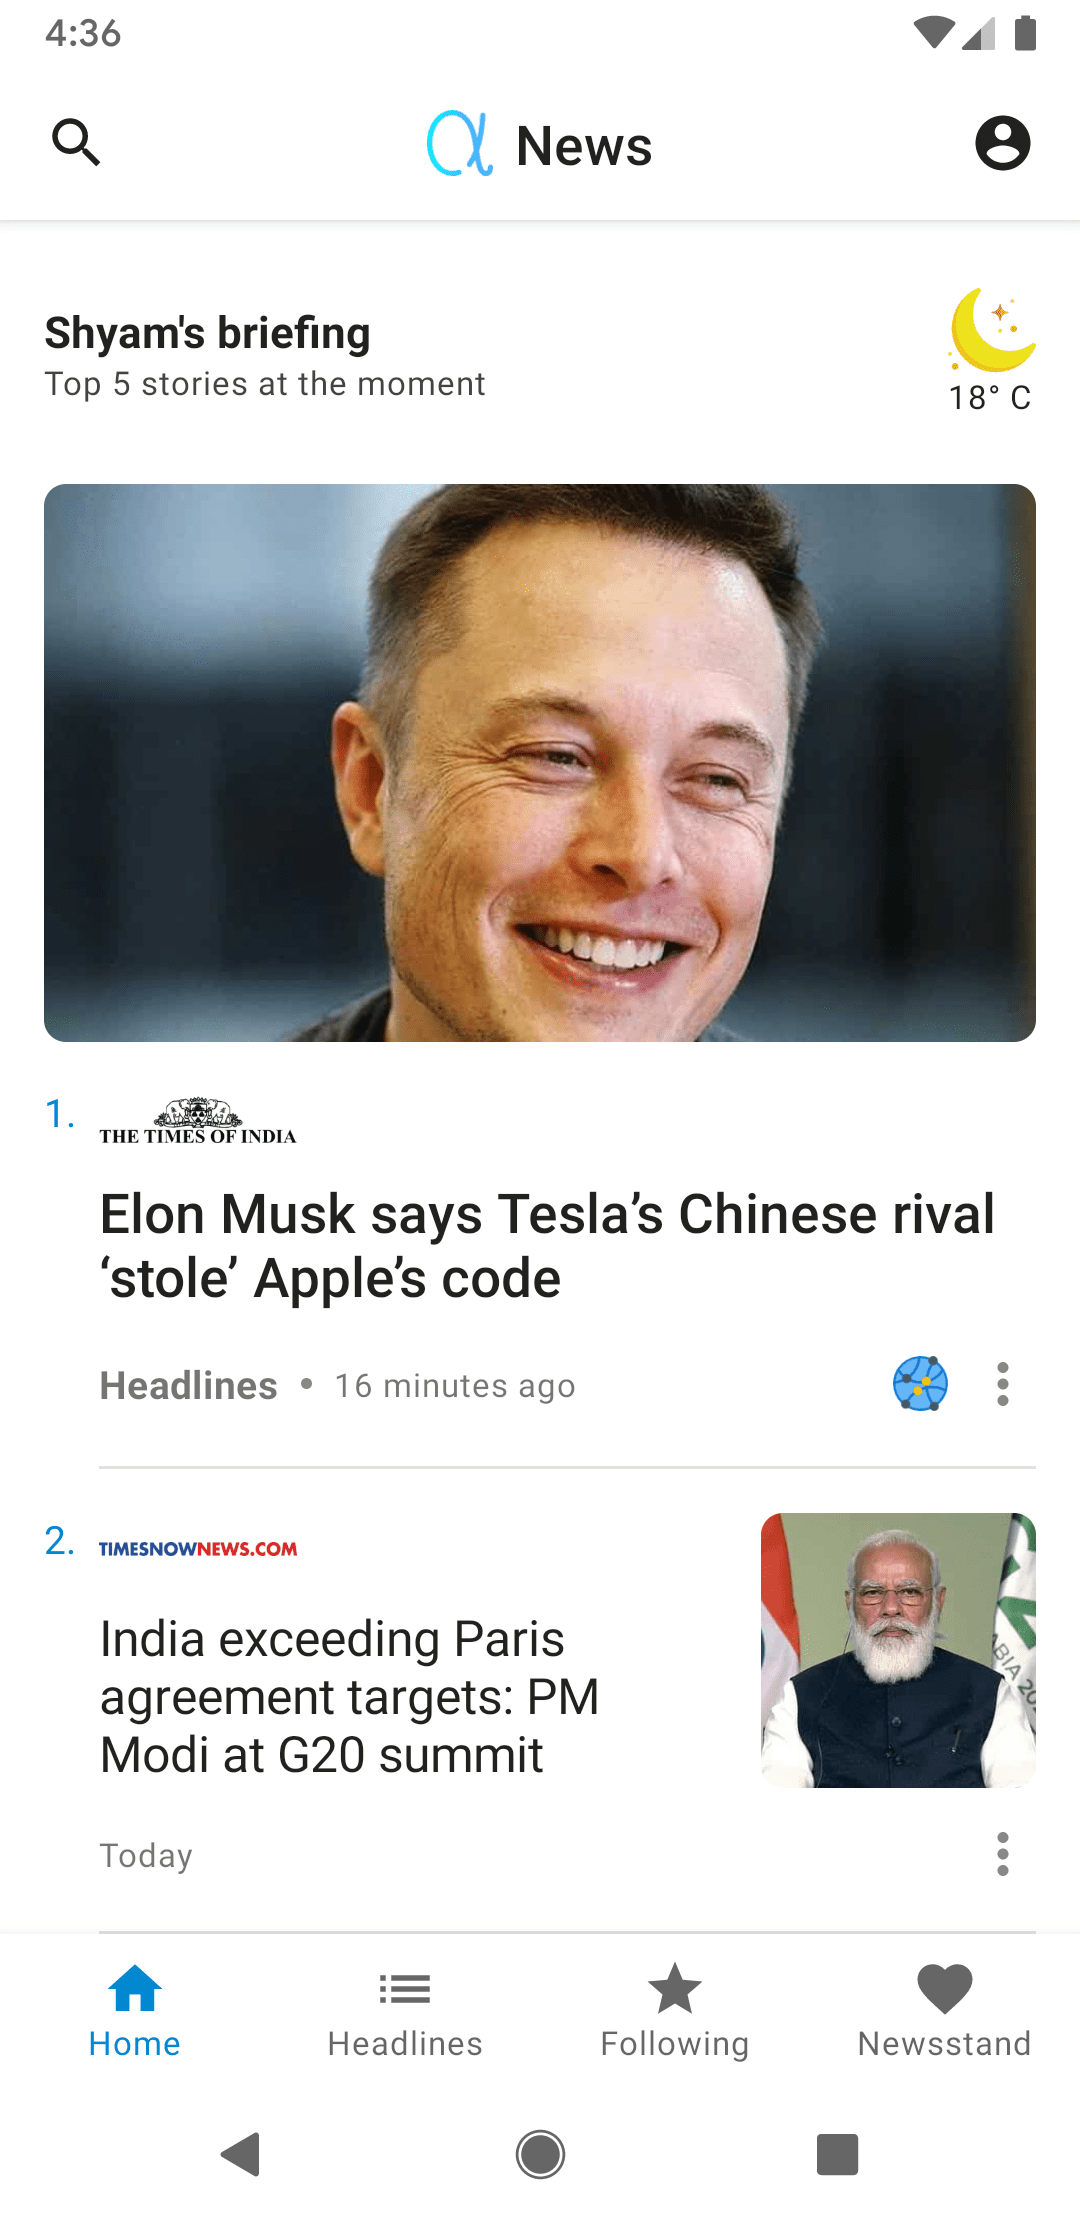 4:36
α News
Shyam's briefing
Top 5 stories at the moment
18° C
1.
THE TIMES OF INDIA
Elon Musk says Tesla’s Chinese rival
‘stole’ Apple’s code
Headlines • 16 minutes ago
2.
TIMESNOWNEWS.COM
India exceeding Paris
agreement targets: PM
Modi at G20 summit
Today
Home
Headlines
Following
Newsstand